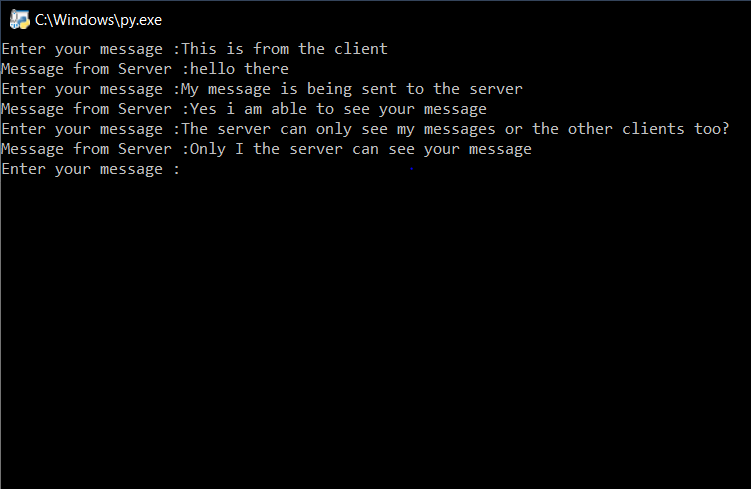 C:\Windows\py.exe
Enter your message :This is from the client
Message from Server :hello there
Enter your message :My message is being sent to the server
Message from Server :Yes i am able to see your message
Enter your message :The server can only see my messages or the other clients too?
Message from Server :Only I the server can see your message
Enter your message :